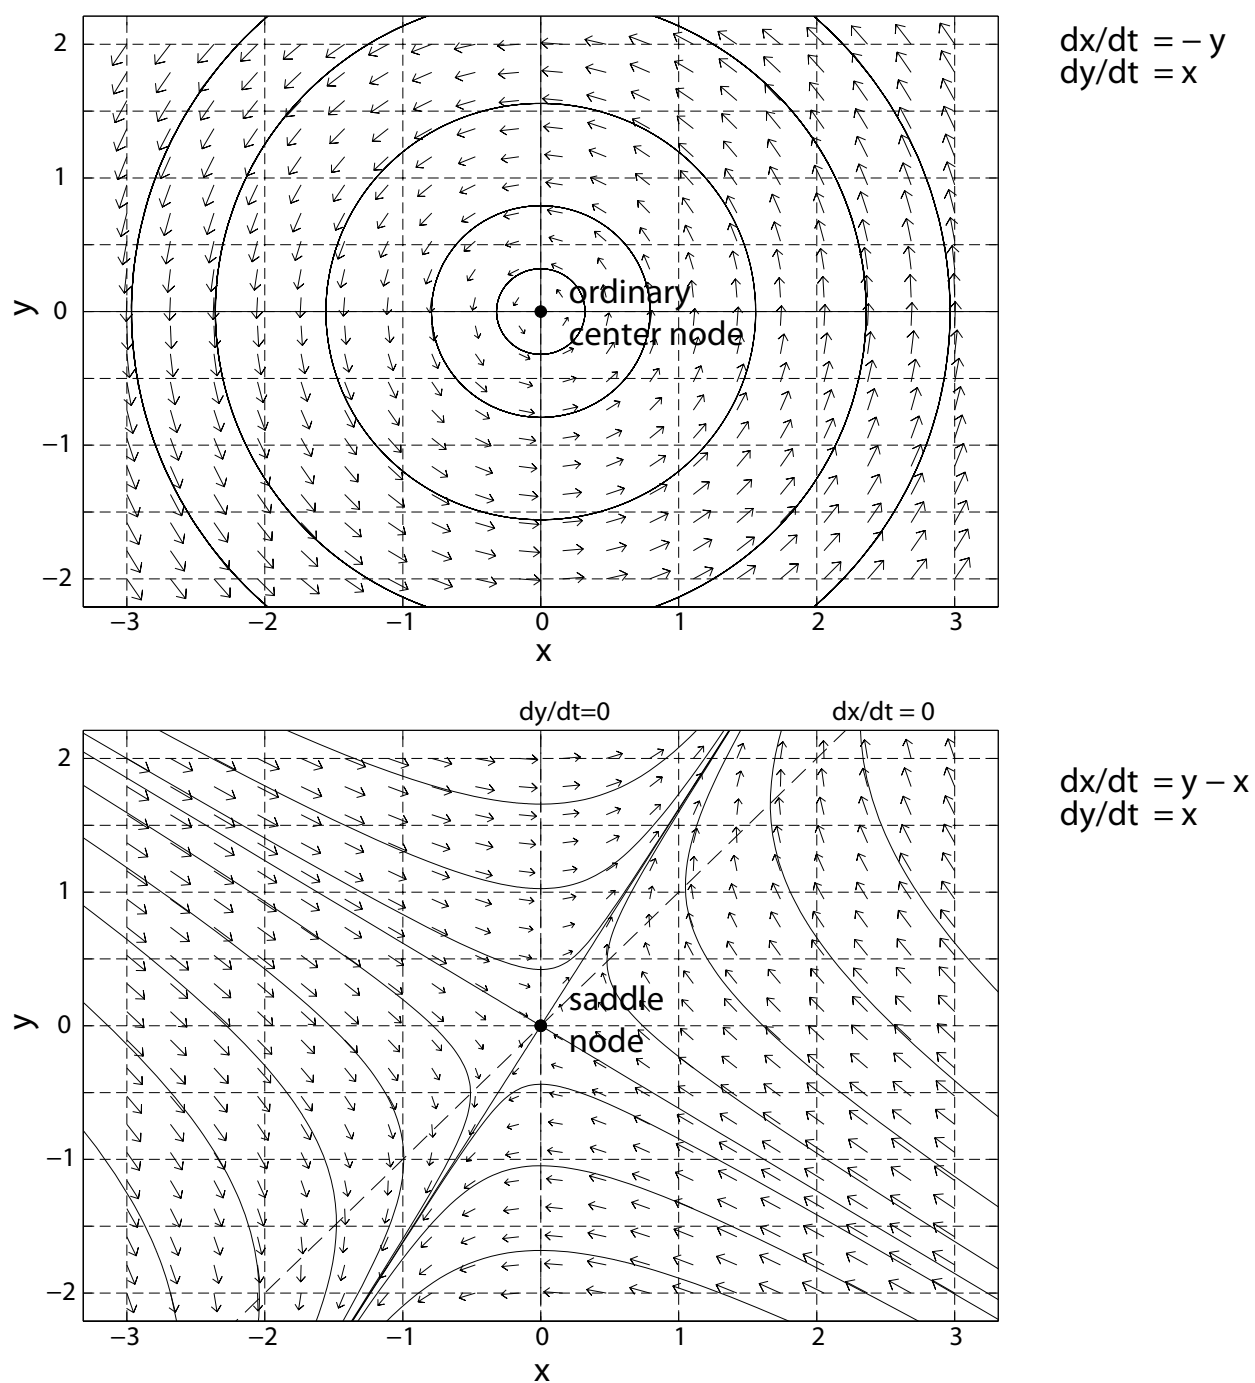 dx/dt = – y
dy/dt = x
2
1
0
−1
−2
y
ordinary
center node
−3
−2
−1
0
1
2
3
x
dy/dt=0
dx/dt = 0
dx/dt = y – x
dy/dt = x
2
1
0
−1
−2
y
saddle
node
−3
−2
−1
0
1
2
3
x